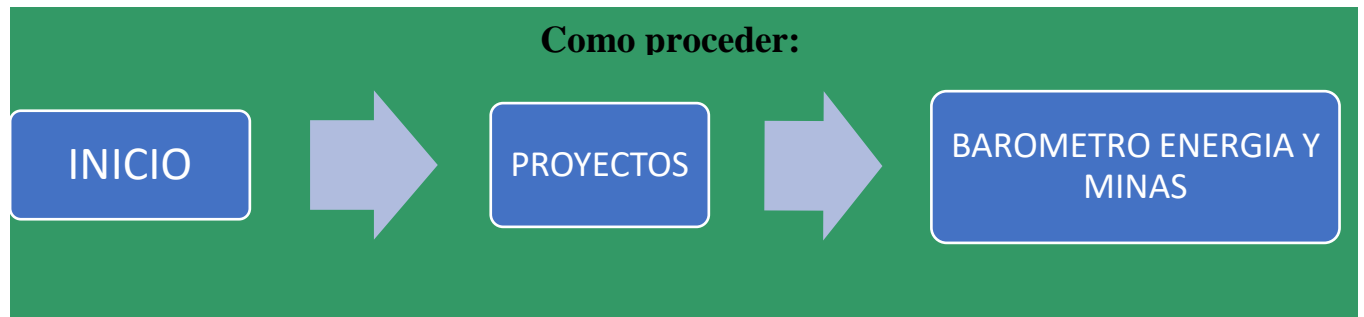 Como proceder:
INICIO
PROYECTOS
BAROMETRO ENERGIA Y
MINAS